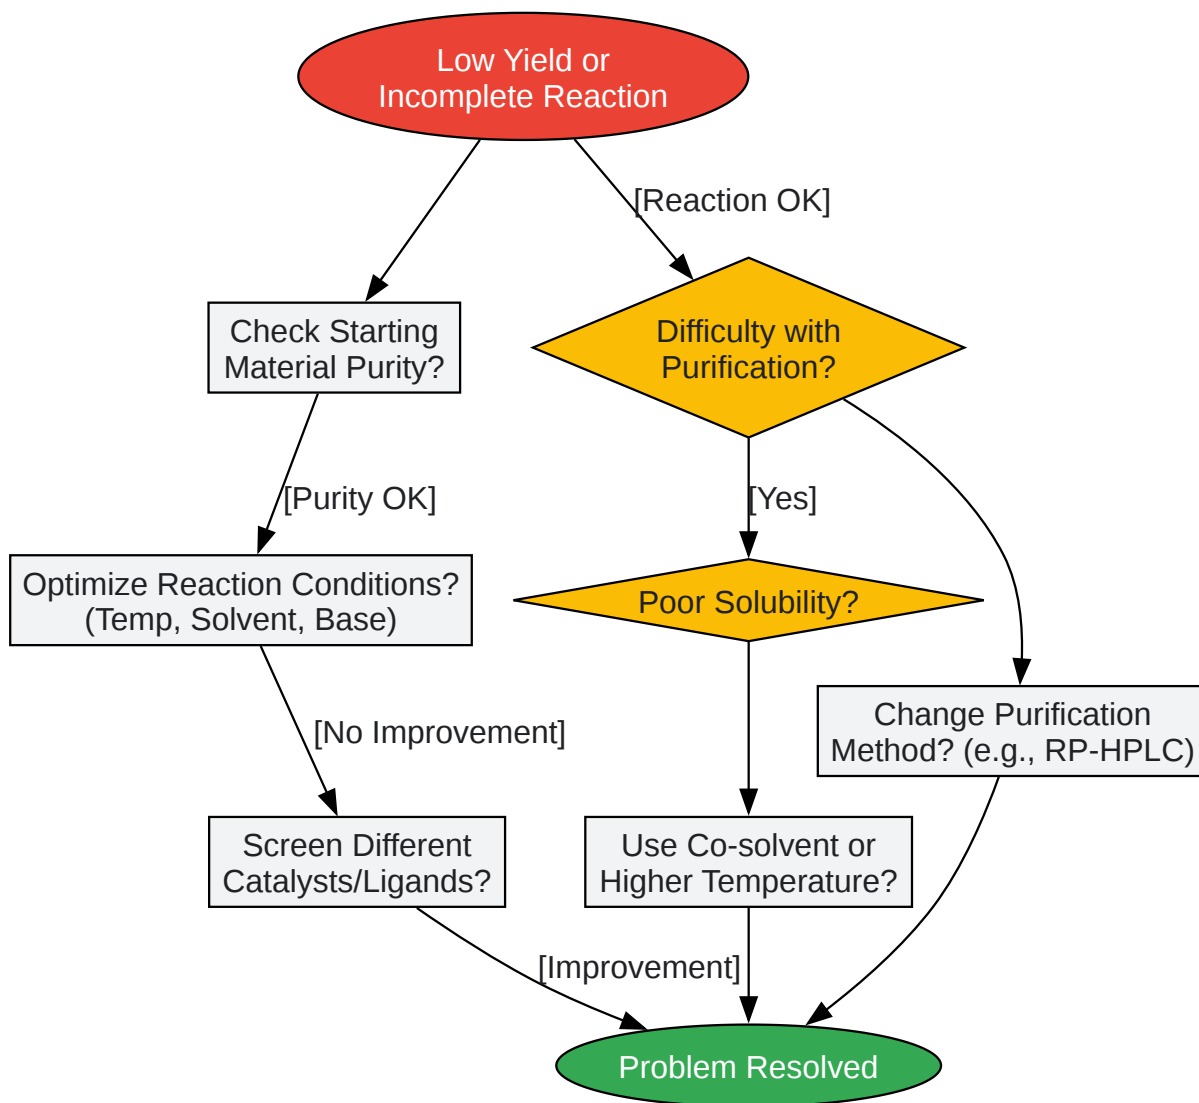 Low Yield or
Incomplete Reaction
[Reaction OK]
Check Starting
Material Purity?
Difficulty with
Purification?
[Purity OK]
[Yes]
Optimize Reaction Conditions?
(Temp, Solvent, Base)
Poor Solubility?
[No Improvement]
Change Purification
Method? (e.g., RP-HPLC)
Screen Different
Catalysts/Ligands?
Use Co-solvent or
Higher Temperature?
[Improvement]
Problem Resolved